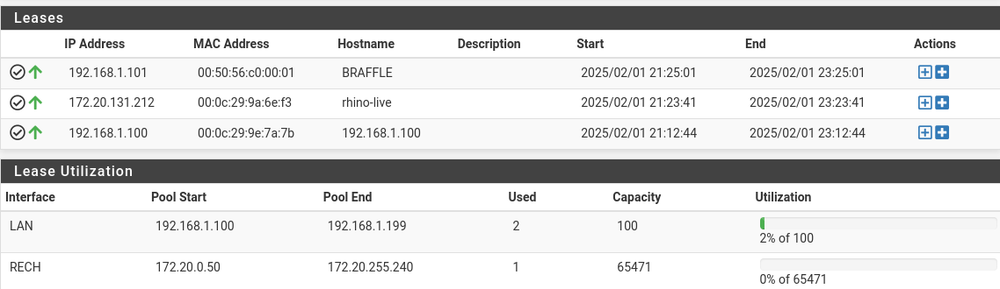 Leases
IP Address MAC Address Hostname Description Start End Actions
192.168.1.101 00:50:56:c0:00:01 BRAFFLE 2025/02/01 21:25:01 2025/02/01 23:25:01
172.20.131.212 00:0c:29:9a:6e:f3 rhino-live 2025/02/01 21:23:41 2025/02/01 23:23:41
192.168.1.100 00:0c:29:9e:7a:7b 192.168.1.100 2025/02/01 21:12:44 2025/02/01 23:12:44
Lease Utilization
Interface Pool Start Pool End Used Capacity Utilization
LAN 192.168.1.100 192.168.1.199 2 100
2% of 100
RECH 172.20.0.50 172.20.255.240 1 65471
0% of 65471